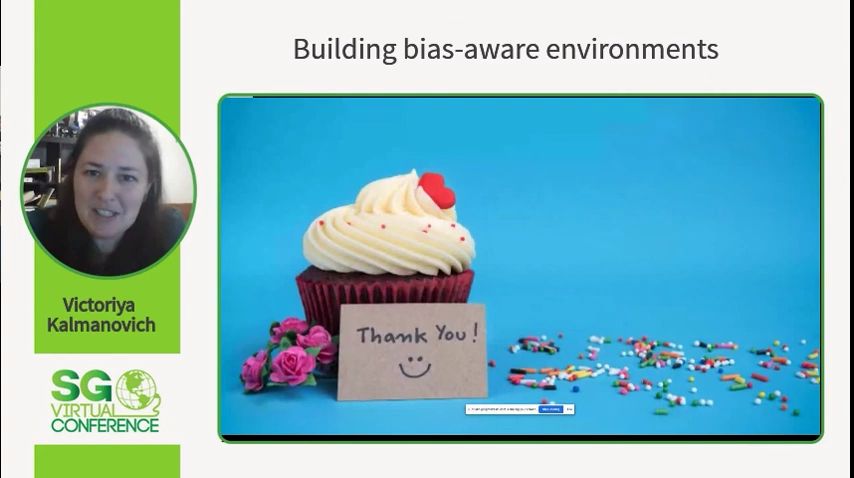 Building bias-aware environments
Victoriya
Kalmanovich
SG
VIRTUAL
CONFERENCE
Thank You!